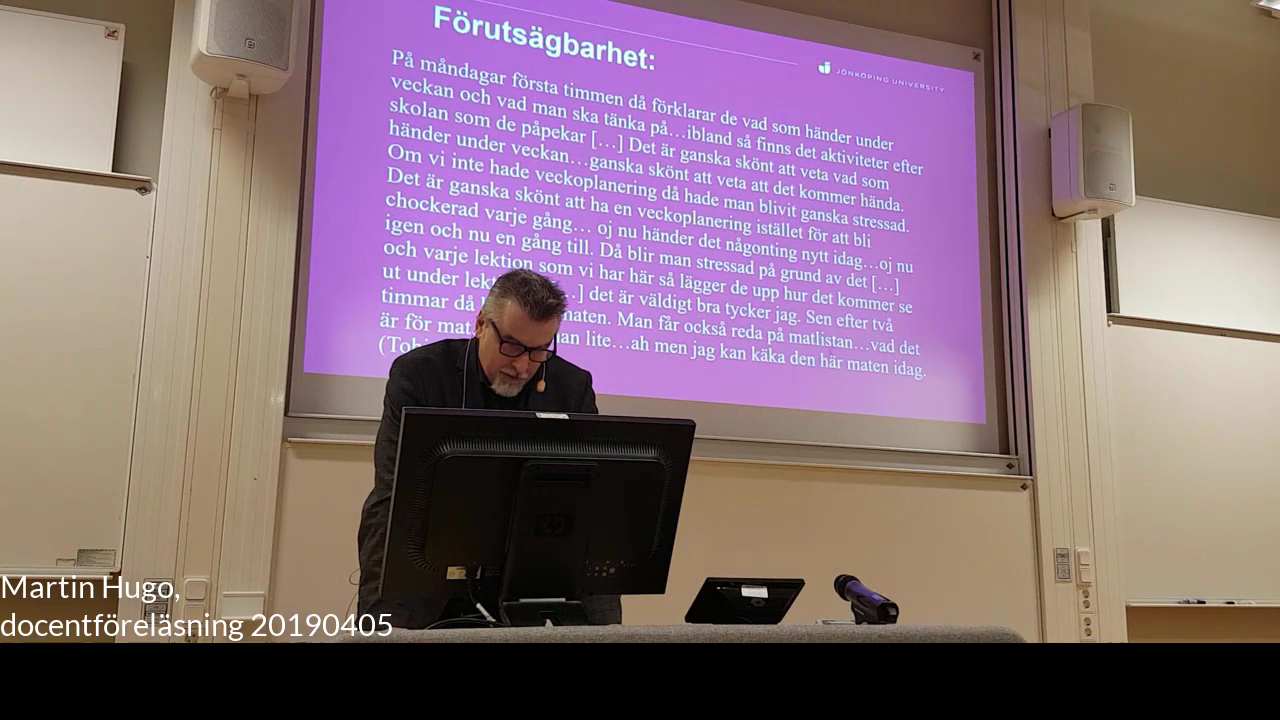 Förutsägbarhet:
JÖNKÖPING UNIVERSITY
På måndagar första timmen då förklarar de vad som händer under
veckan och vad man ska tänka på…ibland så finns det aktiviteter efter
skolan som de påpekar […] Det är ganska skönt att veta vad som
händer under veckan…ganska skönt att veta att det kommer hända.
Om vi inte hade veckoplanering då hade man blivit ganska stressad.
Det är ganska skönt att ha en veckoplanering istället för att bli
chockerad varje gång… oj nu händer det någonting nytt idag…oj nu
igen och nu en gång till. Då blir man stressad på grund av det […]
och varje lektion som vi har här så lägger de upp hur det kommer se
ut under […] det är väldigt bra tycker jag. Sen efter två
timmar då maten. Man får också reda på matlistan…vad det
är för mat lite…ah men jag kan käka den här maten idag.
hp
Martin Hugo,
docentföreläsning 20190405